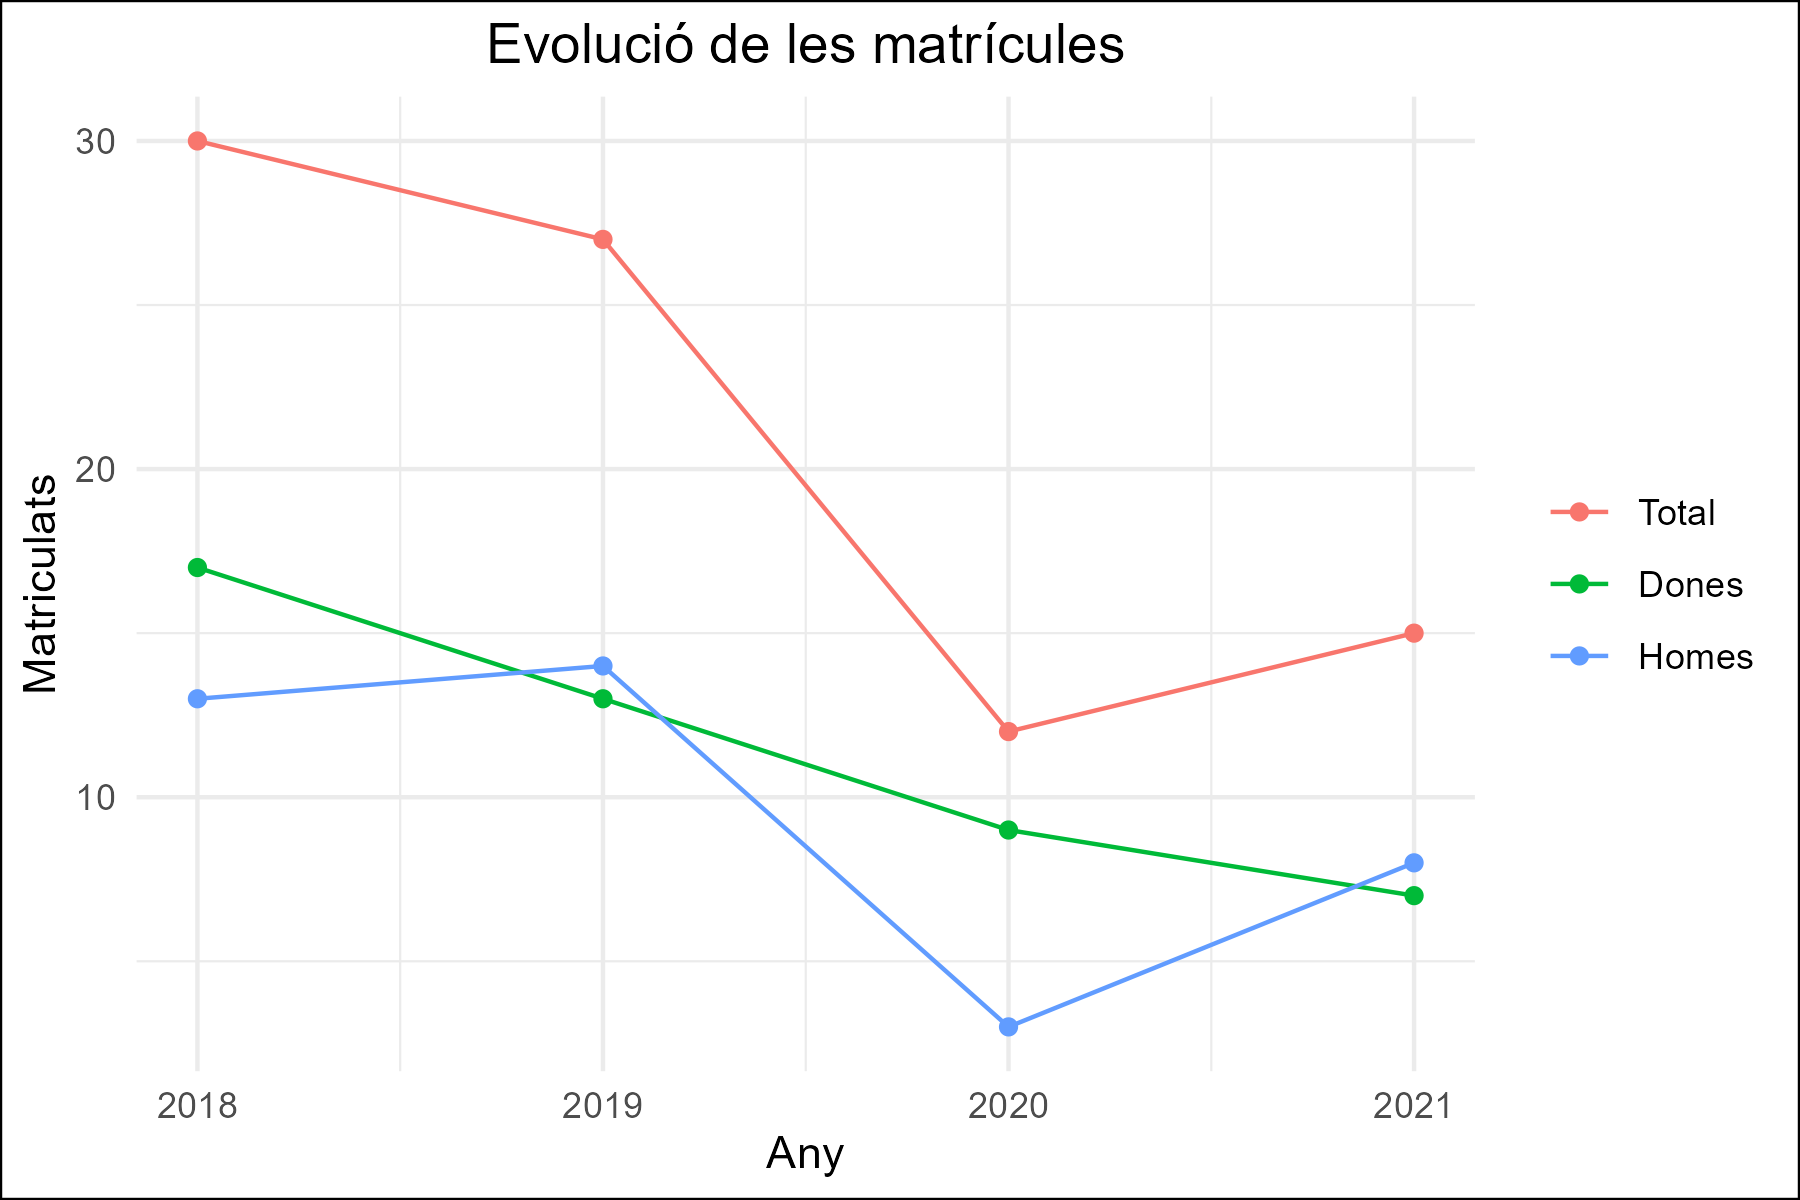 Evolució de les matrícules
30
20
10
Matriculats
2018
2019
2020
2021
Any
Total
Dones
Homes